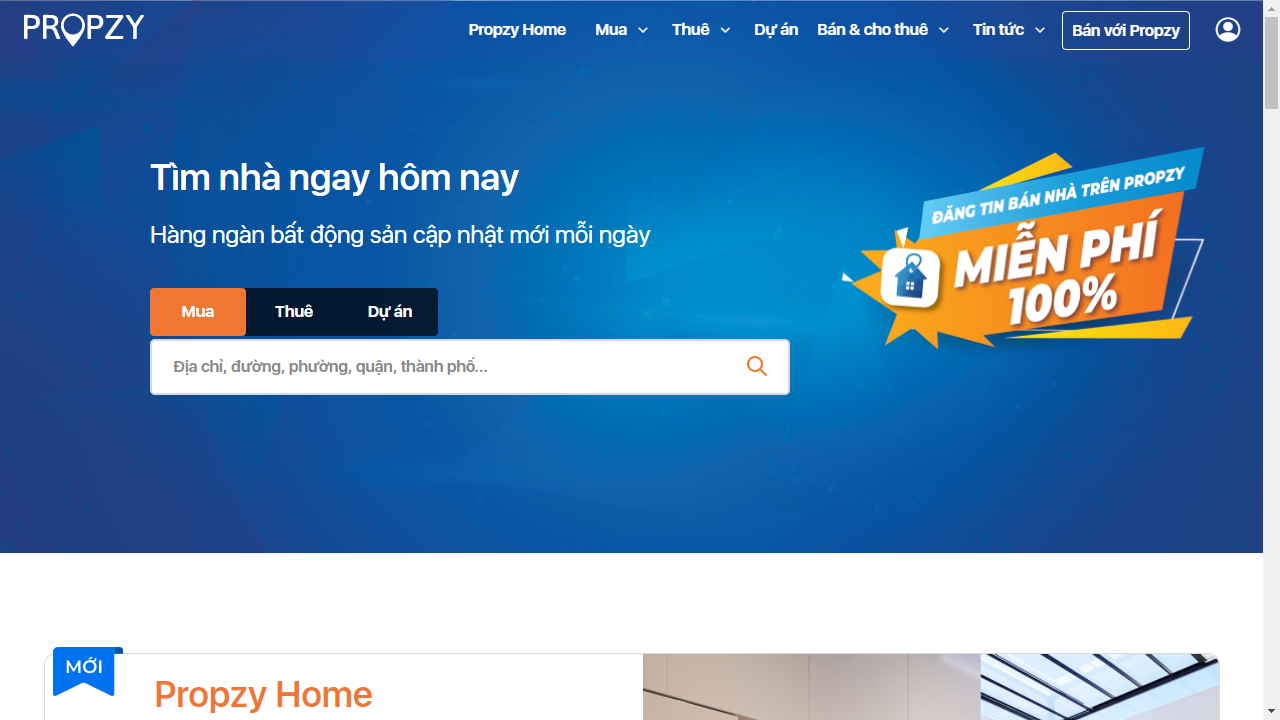 PROPZY
Propzy Home
Mua
Thuê
Dự án
Bán & cho thuê
Tin tức
Bán với Propzy
Tìm nhà ngay hôm nay
Hàng ngàn bất động sản cập nhật mới mỗi ngày
Mua
Thuê
Dự án
Địa chỉ, đường, phường, quận, thành phố...
ĐĂNG TIN BÁN NHÀ TRÊN PROPZY
MIỄN PHÍ
100%
MỚI
Propzy Home